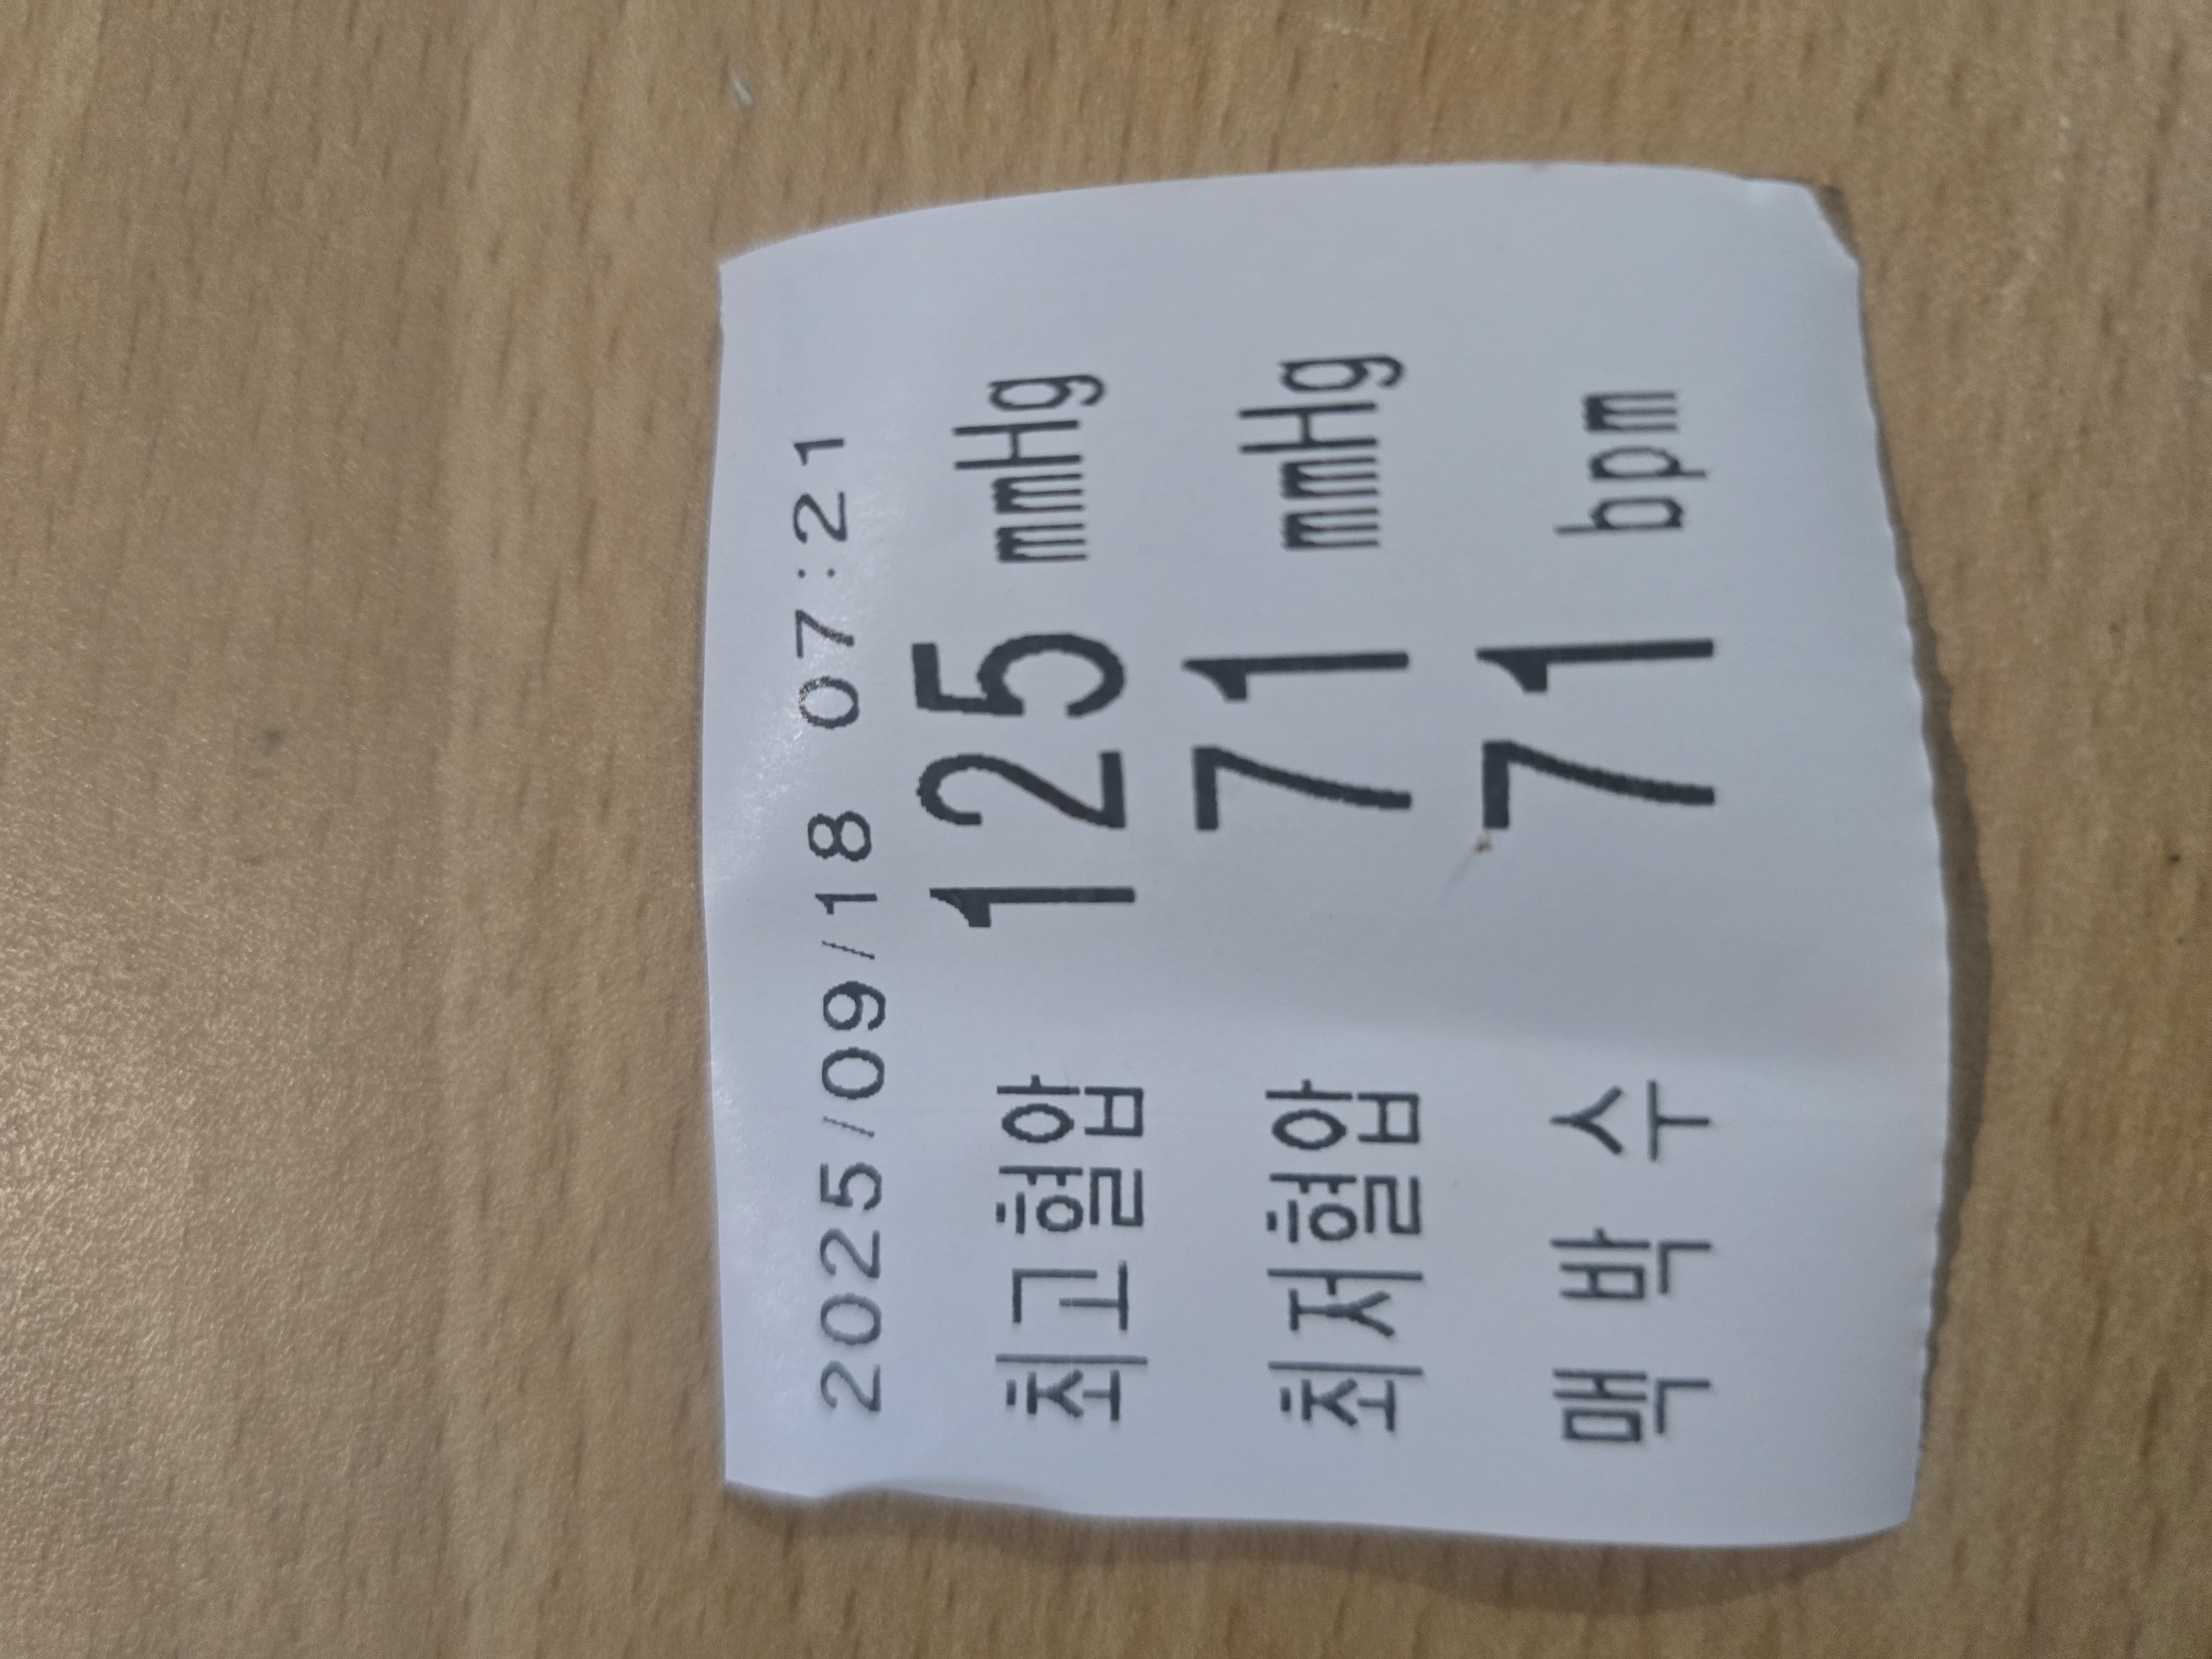 2025/09/18 07:21
최고혈압 125 mmHg
최저혈압 71 mmHg
맥 박 수 71 bpm